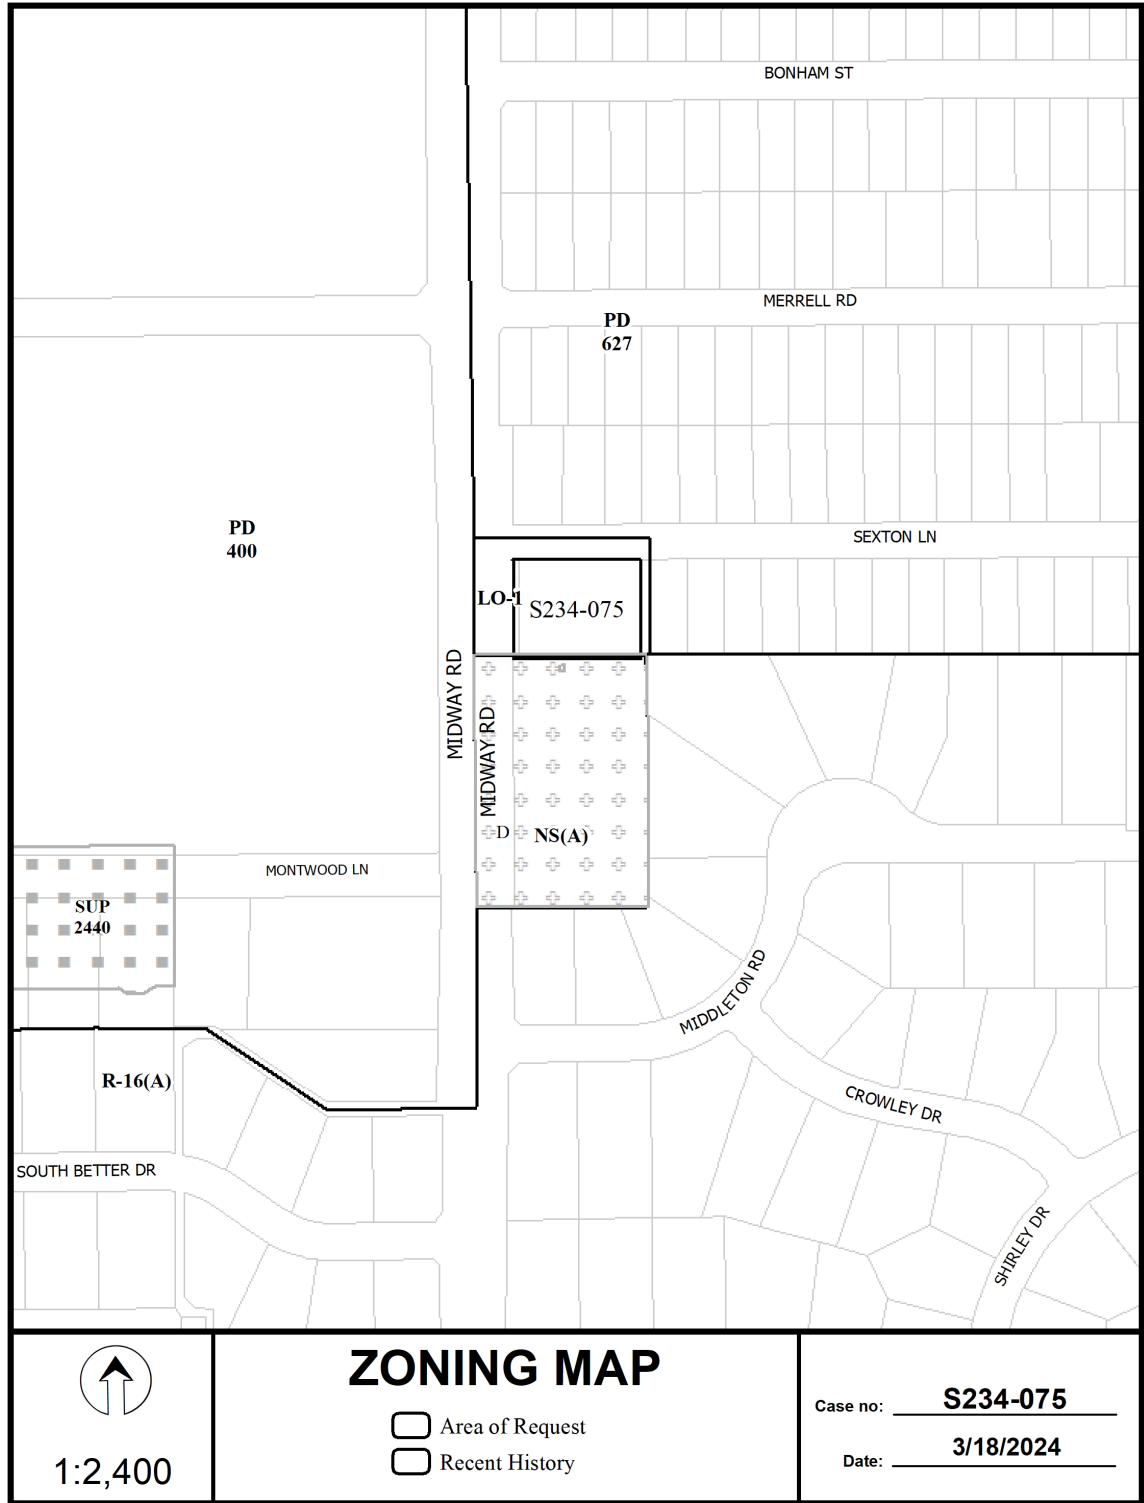 BONHAM ST
MERRELL RD
PD
627
PD
400
SEXTON LN
LO-1
S234-075
MIDWAY RD
MIDWAY RD
D
NS(A)
MONTWOOD LN
SUP
2440
MIDDLETON RD
R-16(A)
CROWLEY DR
SOUTH BETTER DR
SHIRLEY DR
1:2,400
ZONING MAP
Area of Request
Recent History
Case no: S234-075
Date: 3/18/2024